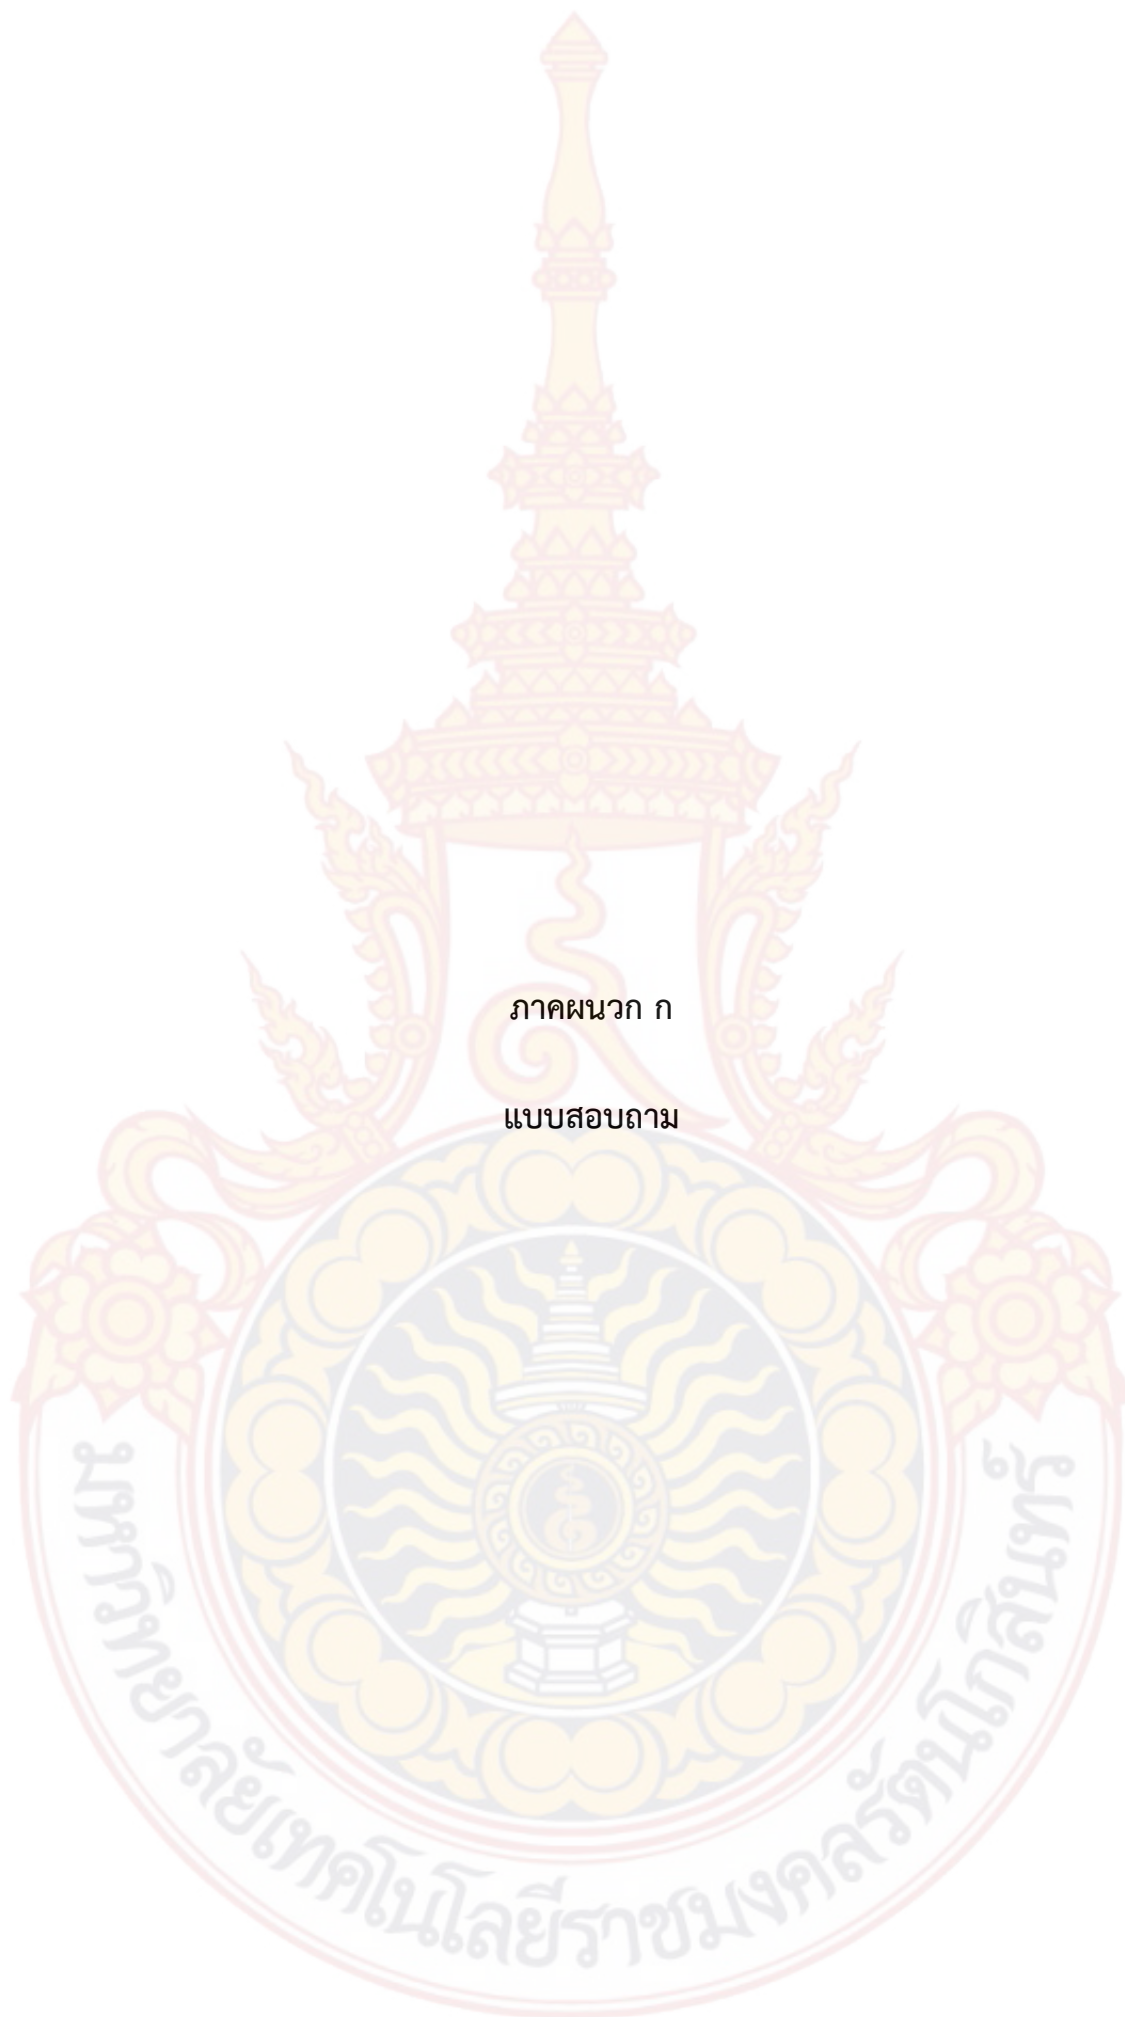 ภาคผนวก ก
แบบสอบถาม
มหาวิทยาลัยเทคโนโลยีราชมงคลรัตนโกสินทร์